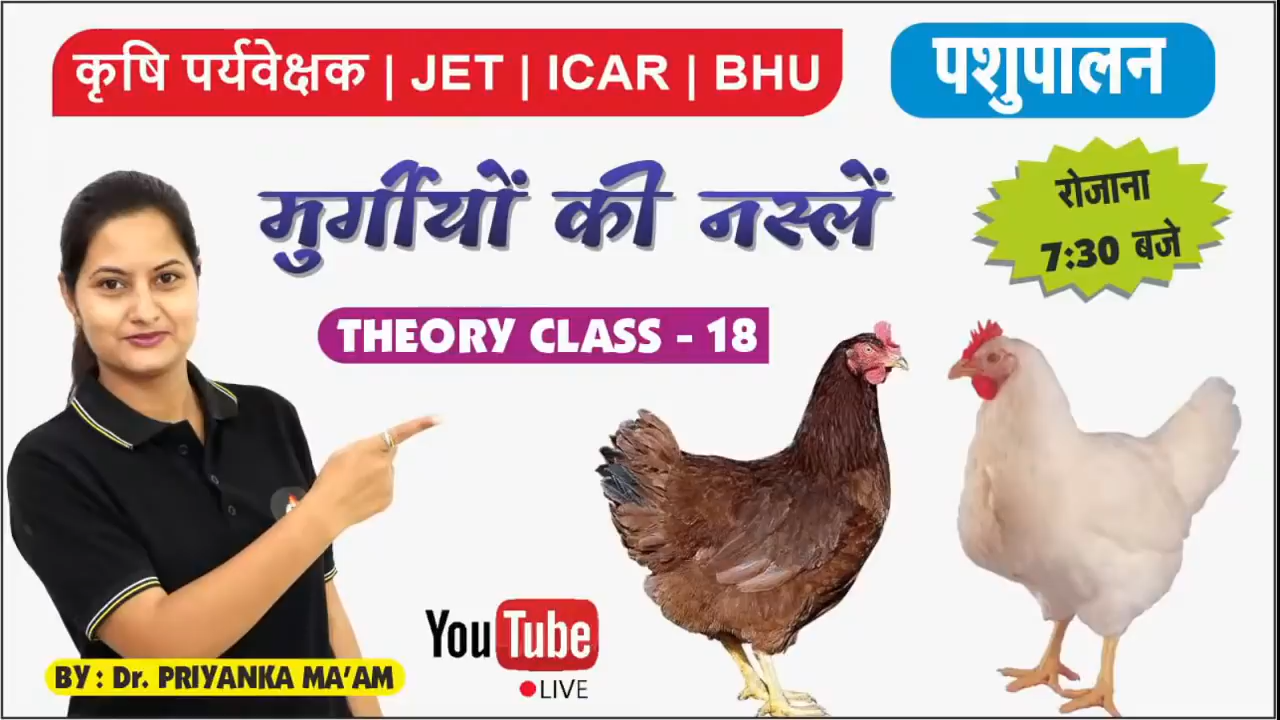 कृषि पर्यवेक्षक | JET | ICAR | BHU
पशुपालन
मुर्गीयों की नस्लें
रोजाना
7:30 बजे
THEORY CLASS - 18
YouTube
LIVE
BY : Dr. PRIYANKA MA'AM